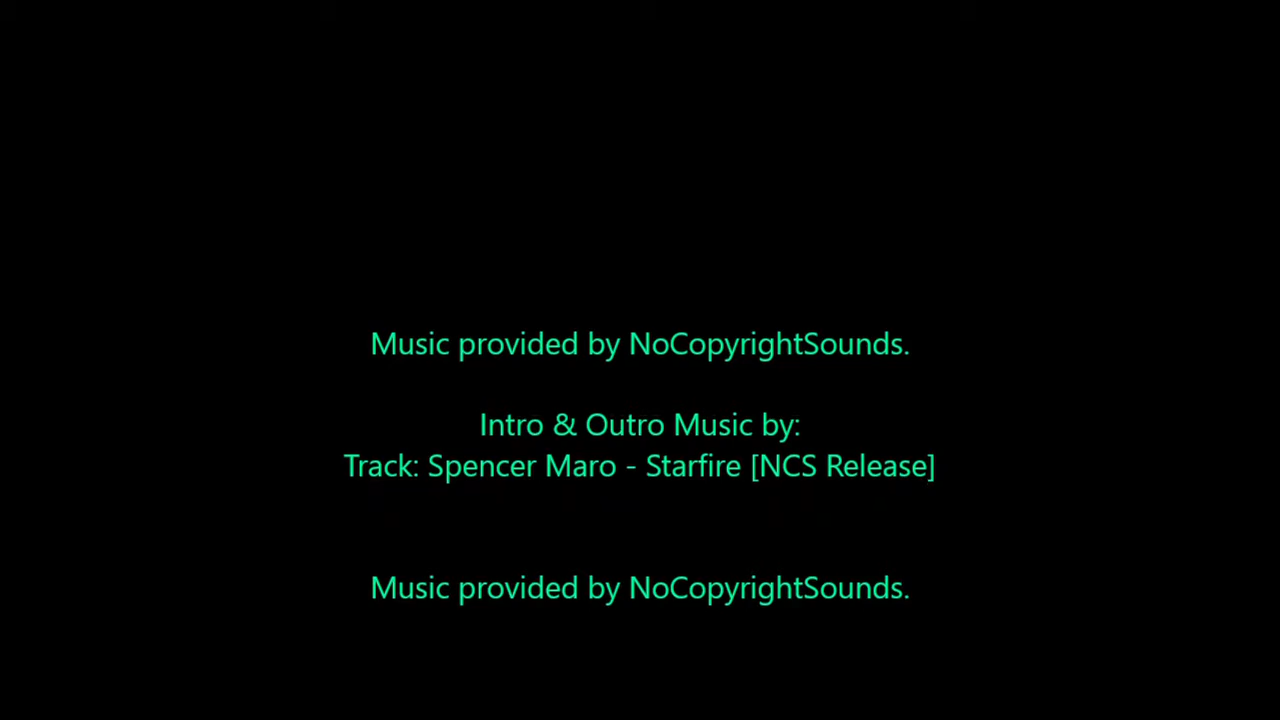 Music provided by NoCopyrightSounds.
Intro & Outro Music by:
Track: Spencer Maro - Starfire [NCS Release]
Music provided by NoCopyrightSounds.